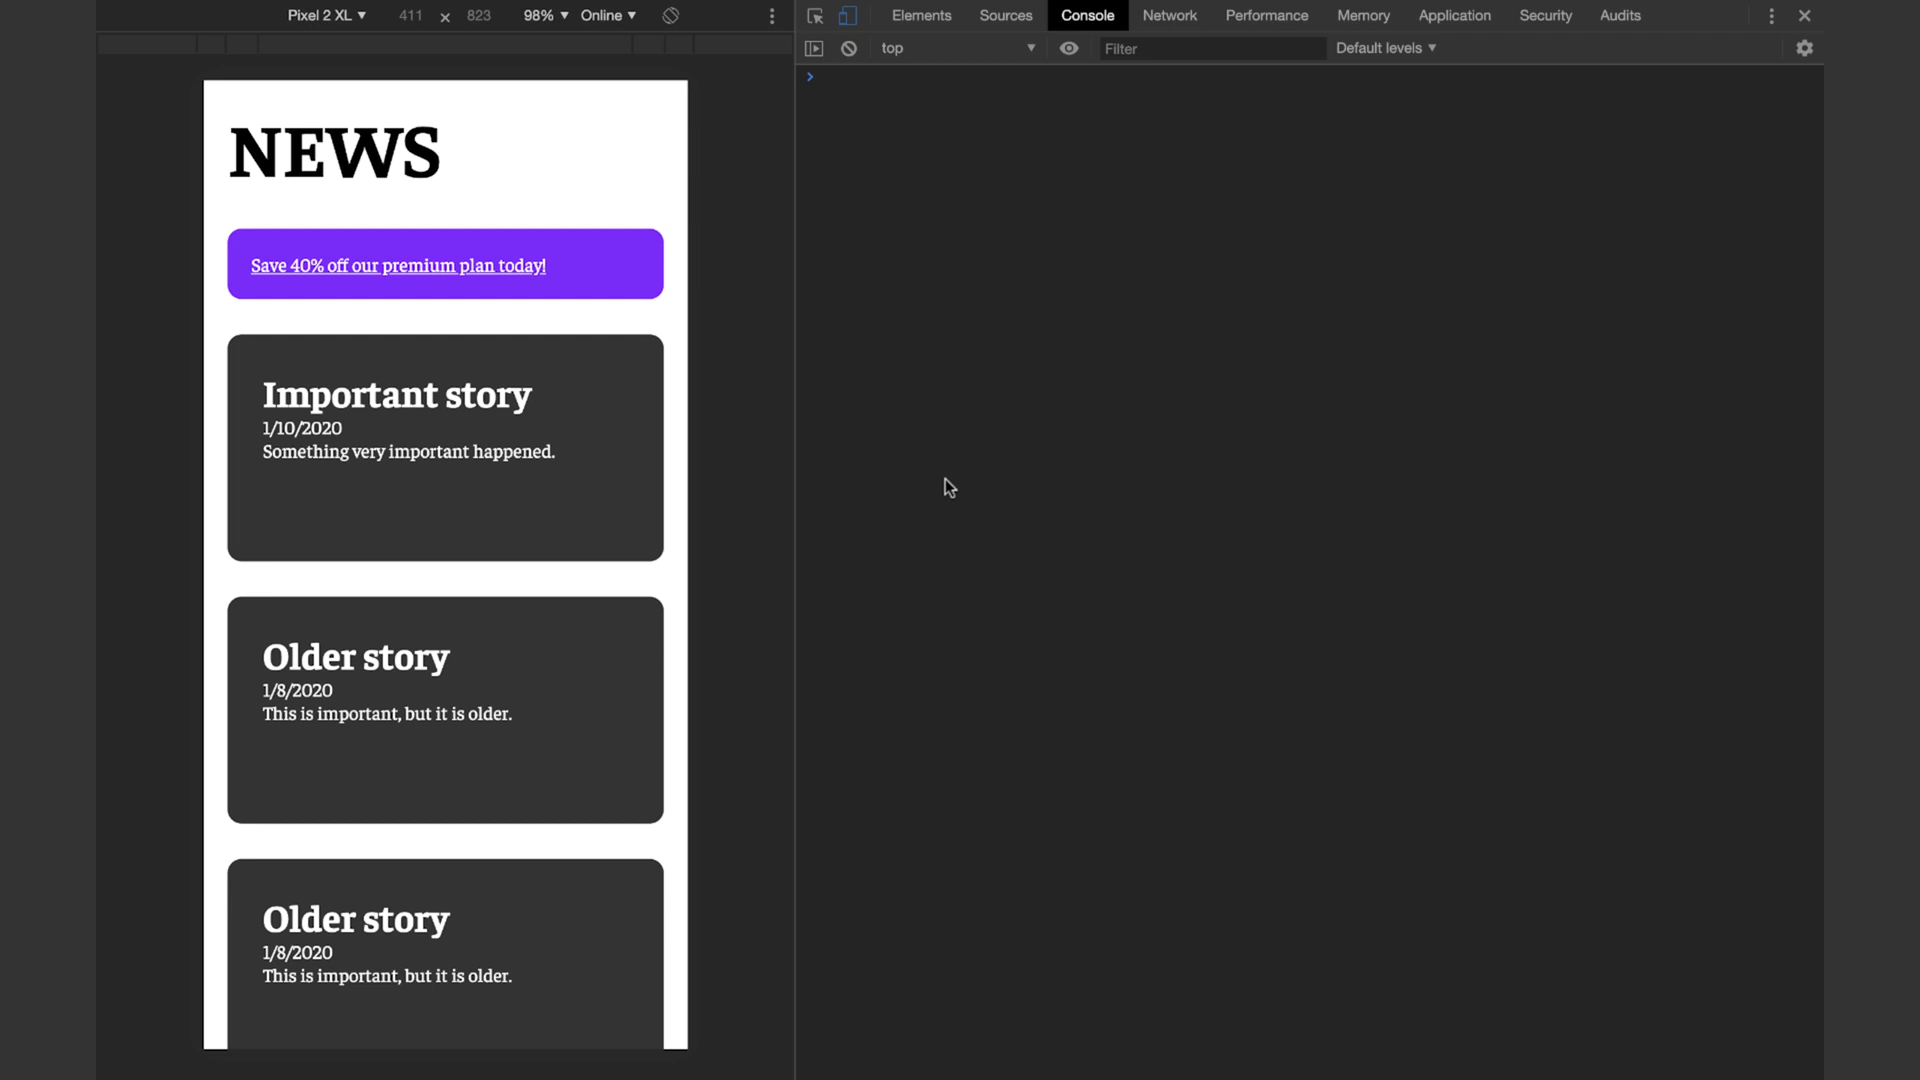 Pixel 2 XL ▼ 411 x 823 98% ▼ Online ▼
Elements Sources Console Network Performance Memory Application Security Audits
top ▼ Filter Default levels ▼
NEWS
Save 40% off our premium plan today!
Important story
1/10/2020
Something very important happened.
Older story
1/8/2020
This is important, but it is older.
Older story
1/8/2020
This is important, but it is older.